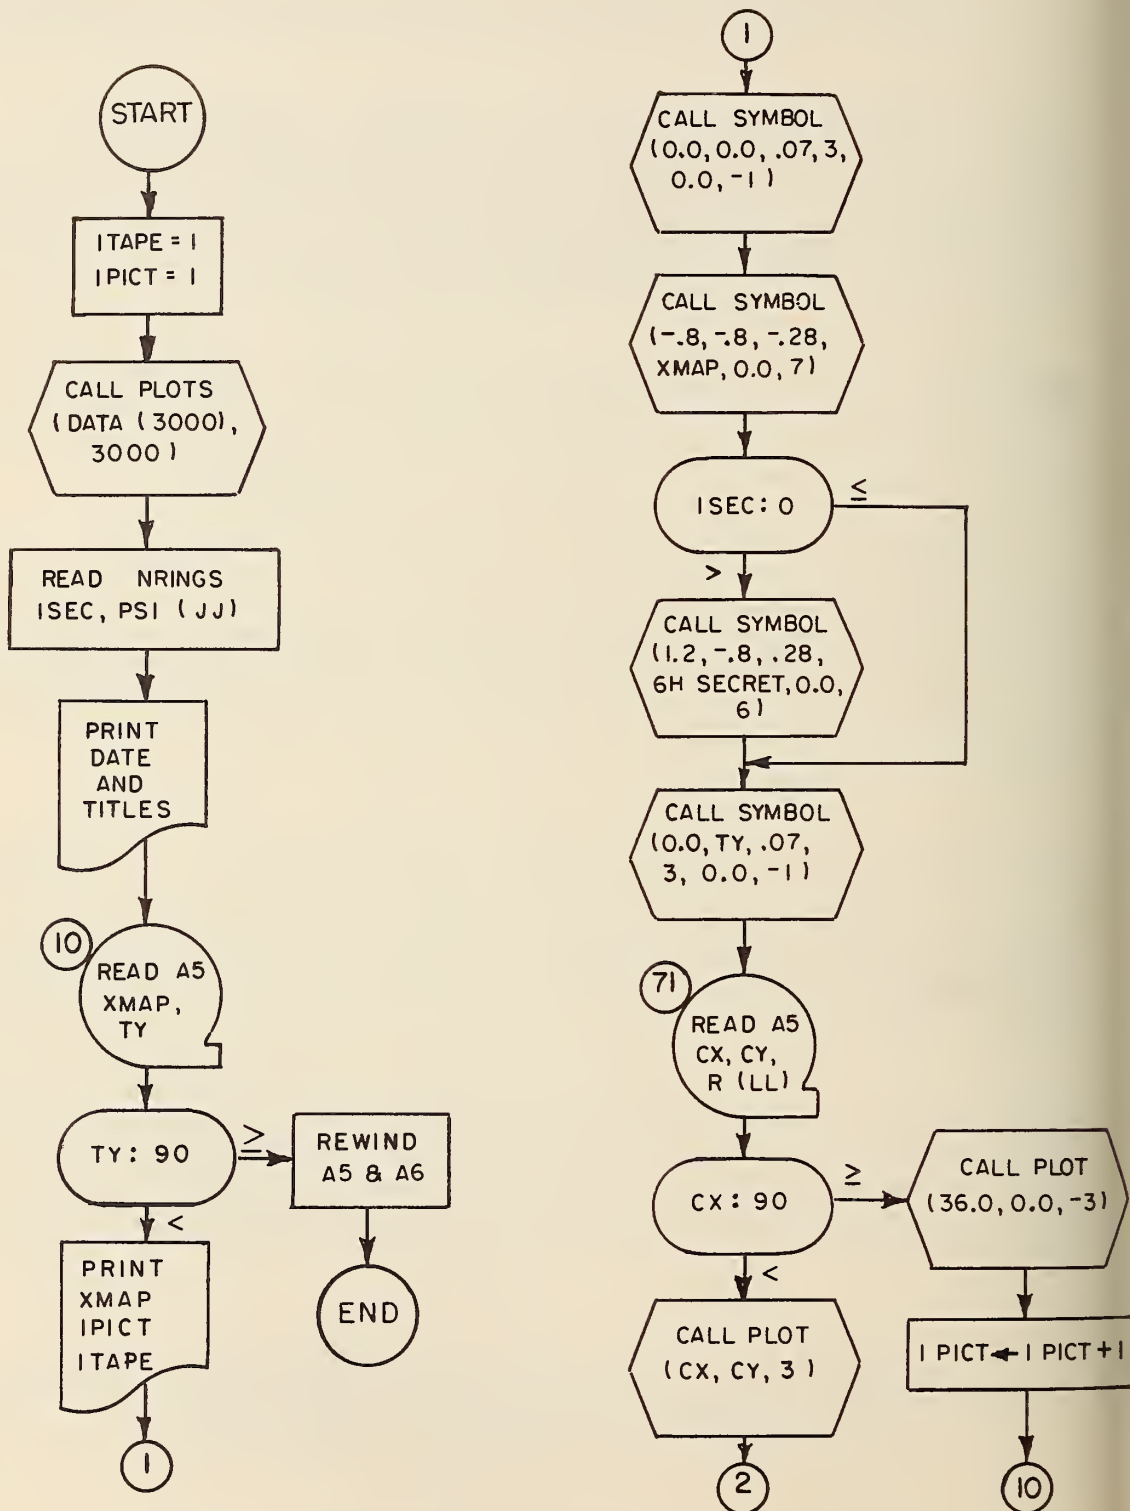 START
ITAPE = 1
IPICT = 1
CALL PLOTS
(DATA (3000),
3000)
READ NRINGS
ISEC, PSI (JJ)
PRINT
DATE
AND
TITLES
10
READ A5
XMAP,
TY
TY: 90
≥
REWIND
A5 & A6
END
<
PRINT
XMAP
IPICT
ITAPE
1
1
CALL SYMBOL
(0.0, 0.0, .07, 3,
0.0, -1)
CALL SYMBOL
(-.8, -.8, -.28,
XMAP, 0.0, 7)
ISEC: 0
≤
>
CALL SYMBOL
(1.2, -.8, .28,
6H SECRET, 0.0,
6)
CALL SYMBOL
(0.0, TY, .07,
3, 0.0, -1)
71
READ A5
CX, CY,
R (LL)
CX: 90
≥
CALL PLOT
(36.0, 0.0, -3)
I PICT ← I PICT + 1
10
<
CALL PLOT
(CX, CY, 3)
2